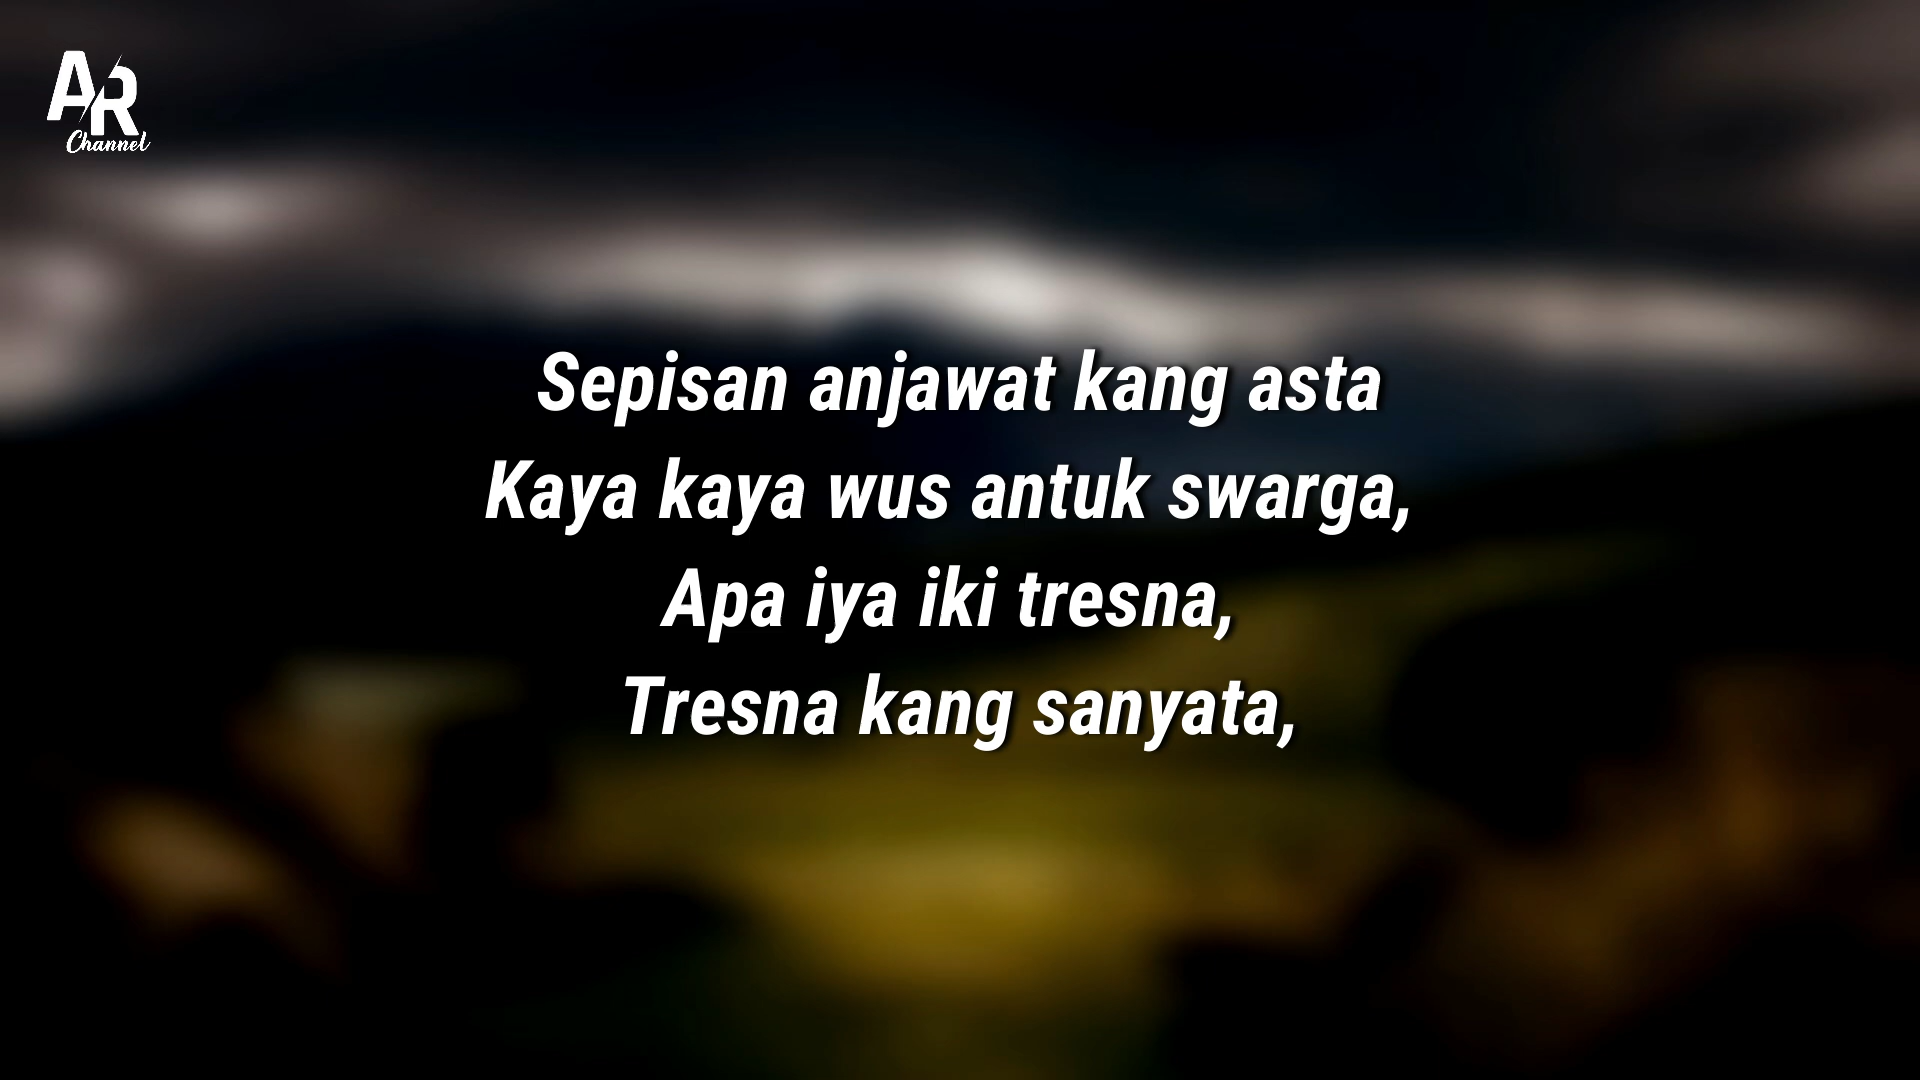 AR
Channel
Sepisan anjawat kang asta
Kaya kaya wus antuk swarga,
Apa iya iki tresna,
Tresna kang sanyata,